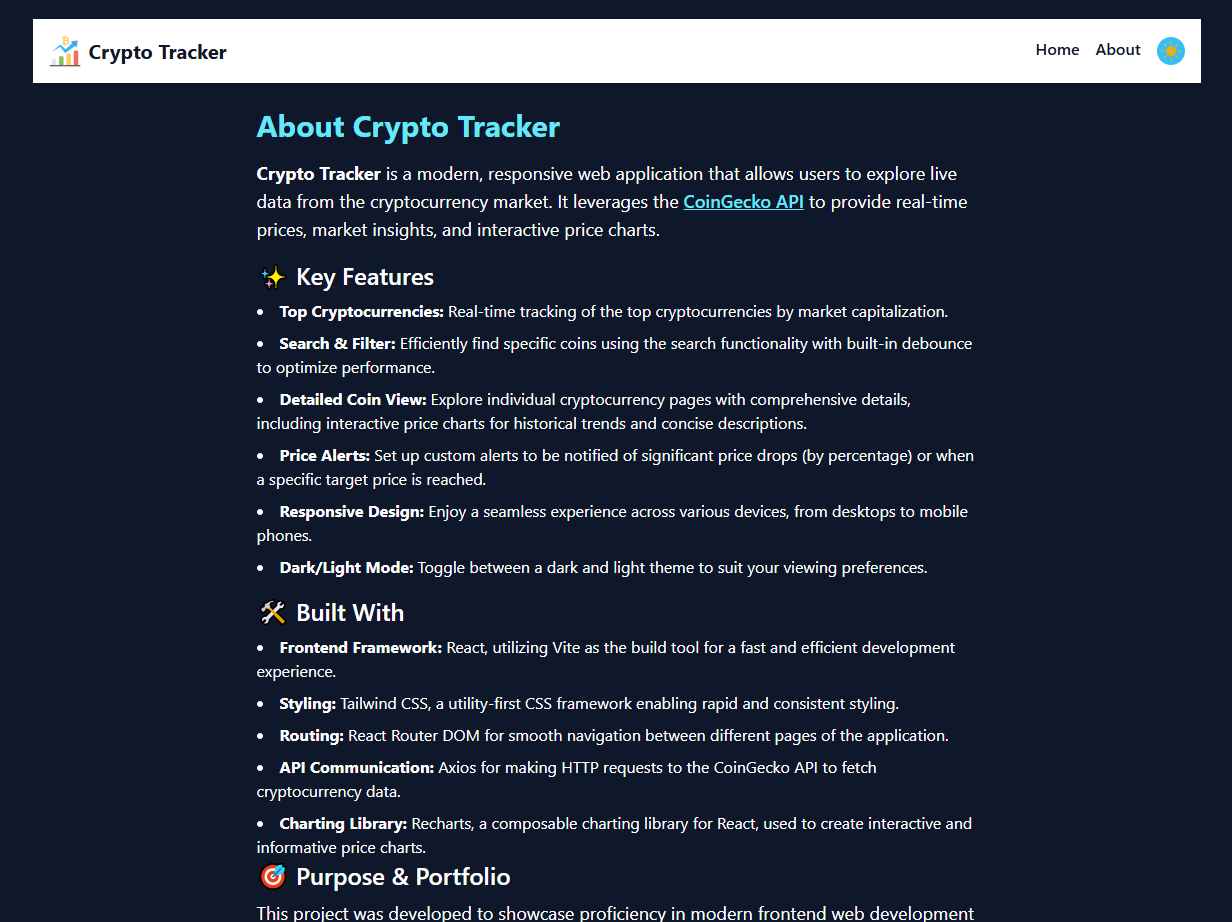 Crypto Tracker
Home About
About Crypto Tracker
Crypto Tracker is a modern, responsive web application that allows users to explore live
data from the cryptocurrency market. It leverages the CoinGecko API to provide real-time
prices, market insights, and interactive price charts.
✨ Key Features
• Top Cryptocurrencies: Real-time tracking of the top cryptocurrencies by market capitalization.
• Search & Filter: Efficiently find specific coins using the search functionality with built-in debounce
to optimize performance.
• Detailed Coin View: Explore individual cryptocurrency pages with comprehensive details,
including interactive price charts for historical trends and concise descriptions.
• Price Alerts: Set up custom alerts to be notified of significant price drops (by percentage) or when
a specific target price is reached.
• Responsive Design: Enjoy a seamless experience across various devices, from desktops to mobile
phones.
• Dark/Light Mode: Toggle between a dark and light theme to suit your viewing preferences.
🛠️ Built With
• Frontend Framework: React, utilizing Vite as the build tool for a fast and efficient development
experience.
• Styling: Tailwind CSS, a utility-first CSS framework enabling rapid and consistent styling.
• Routing: React Router DOM for smooth navigation between different pages of the application.
• API Communication: Axios for making HTTP requests to the CoinGecko API to fetch
cryptocurrency data.
• Charting Library: Recharts, a composable charting library for React, used to create interactive and
informative price charts.
🎯 Purpose & Portfolio
This project was developed to showcase proficiency in modern frontend web development